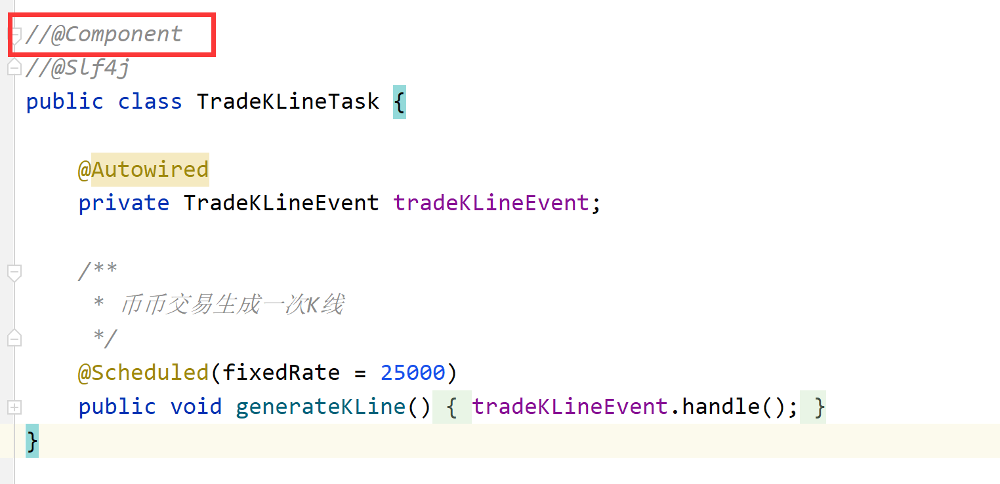 //@Component
//@Slf4j
public class TradeKLineTask {
@Autowired
private TradeKLineEvent tradeKLineEvent;
/**
* 币币交易生成一次K线
*/
@Scheduled(fixedRate = 25000)
public void generateKLine() { tradeKLineEvent.handle(); }
}